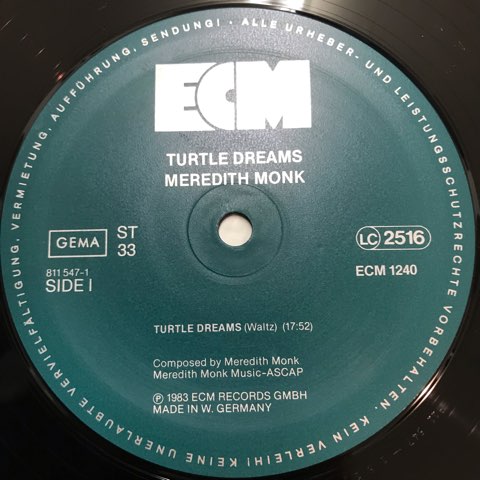 ECM
TURTLE DREAMS
MEREDITH MONK
GEMA
ST
33
LC 2516
811 547-1
SIDE I
ECM 1240
TURTLE DREAMS (Waltz) (17:52)
Composed by Meredith Monk
Meredith Monk Music-ASCAP
Ⓟ 1983 ECM RECORDS GMBH
MADE IN W. GERMANY
ALLE URHEBER- UND LEISTUNGSSCHUTZRECHTE VORBEHALTEN. KEIN VERLEIH! KEINE UNERLAUBTE VERVIELFÄLTIGUNG, VERMIETUNG, AUFFÜHRUNG, SENDUNG! ·